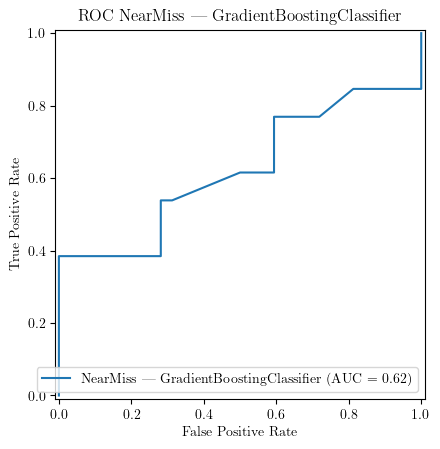 ROC NearMiss — GradientBoostingClassifier
1.0
0.8
0.6
0.4
0.2
0.0
True Positive Rate
NearMiss — GradientBoostingClassifier (AUC = 0.62)
0.0 0.2 0.4 0.6 0.8 1.0
False Positive Rate